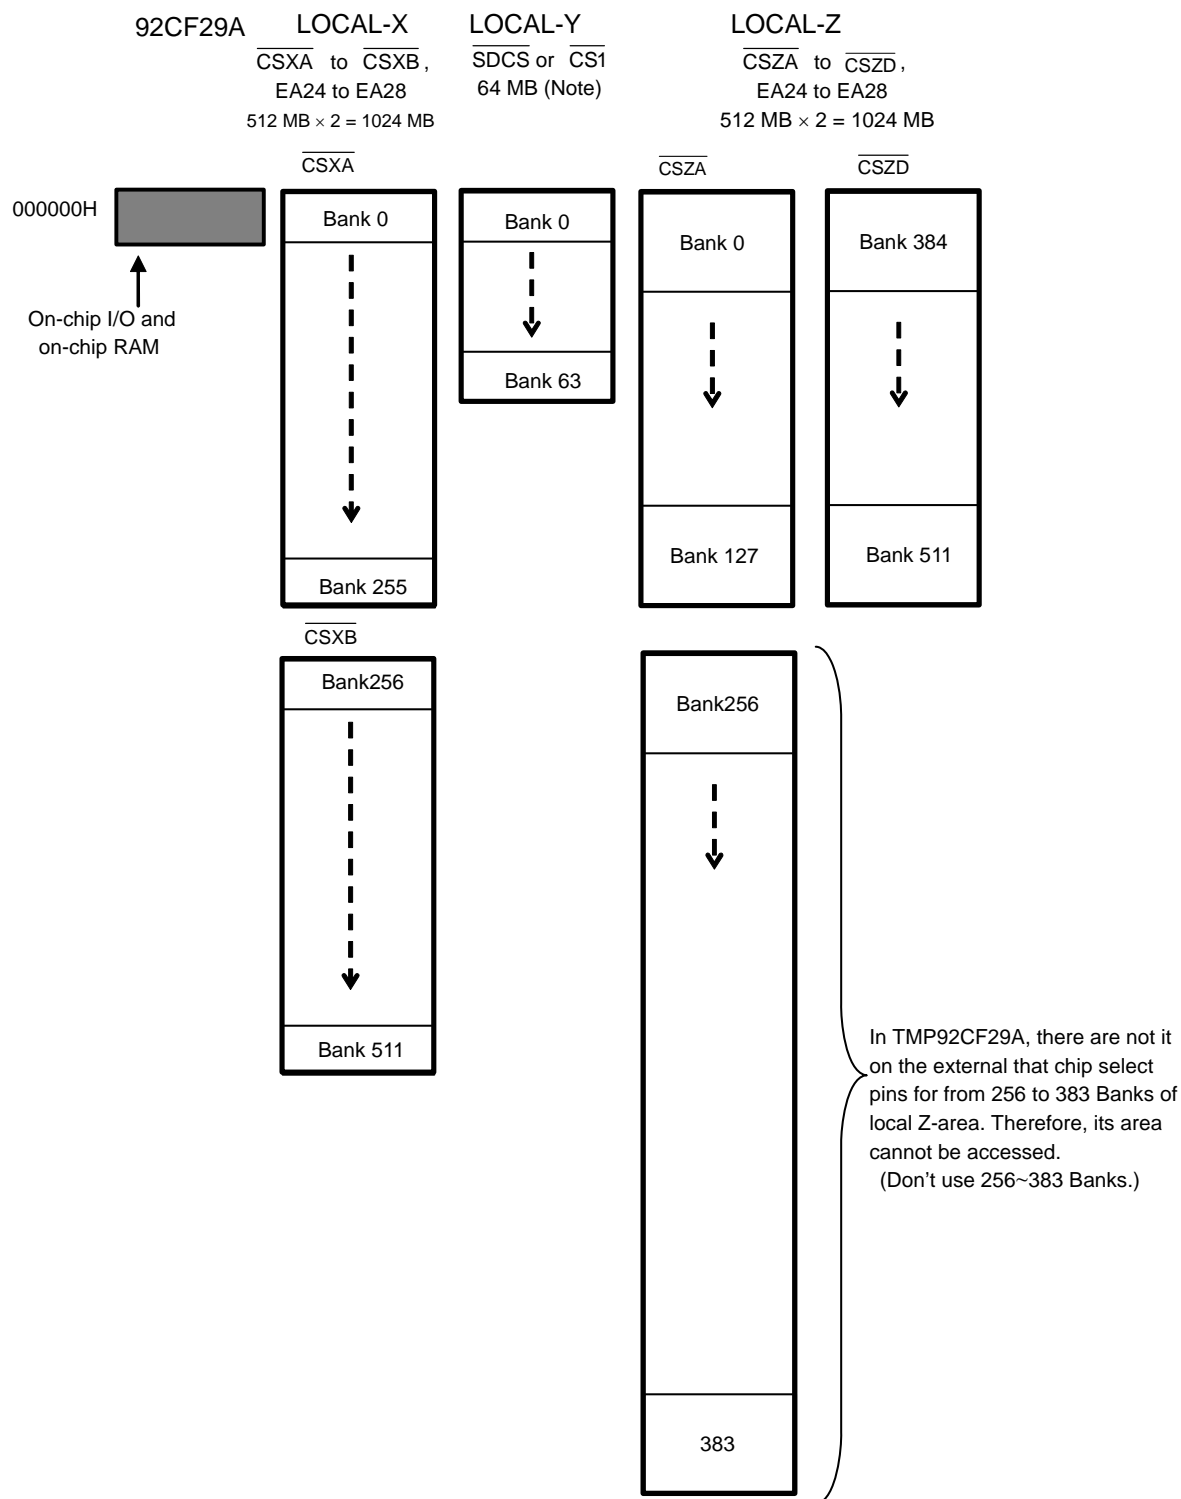 92CF29A
LOCAL-X
CSXA to CSXB,
EA24 to EA28
512 MB × 2 = 1024 MB
LOCAL-Y
SDCS or CS1
64 MB (Note)
LOCAL-Z
CSZA to CSZD,
EA24 to EA28
512 MB × 2 = 1024 MB
CSXA
CSZA
CSZD
000000H
On-chip I/O and
on-chip RAM
Bank 0
Bank 255
Bank 0
Bank 63
Bank 0
Bank 127
Bank 384
Bank 511
CSXB
Bank256
Bank 511
Bank256
383
In TMP92CF29A, there are not it
on the external that chip select
pins for from 256 to 383 Banks of
local Z-area. Therefore, its area
cannot be accessed.
(Don't use 256~383 Banks.)